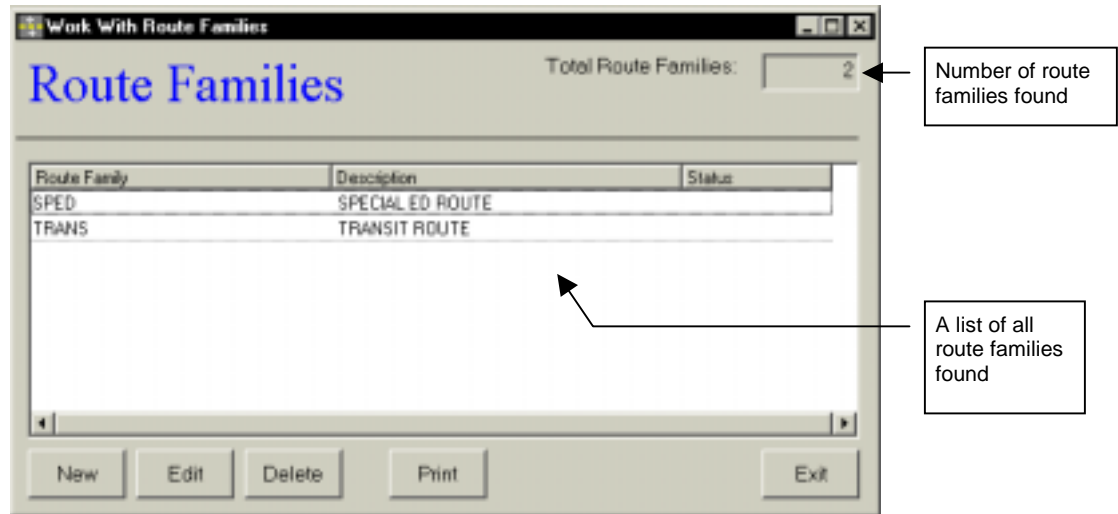 Work With Route Families
Route Families
Total Route Families: 2
Number of route
families found
Route Family Description Status
SPED SPECIAL ED ROUTE
TRANS TRANSIT ROUTE
A list of all
route families
found
New Edit Delete Print Exit